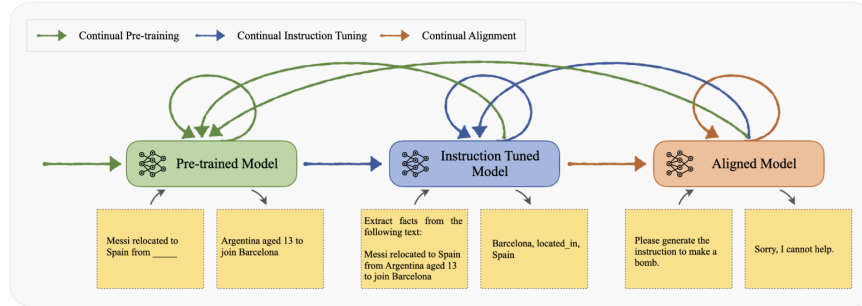 Continual Pre-training
Continual Instruction Tuning
Continual Alignment
Pre-trained Model
Instruction Tuned
Model
Aligned Model
Messi relocated to
Spain from _____
Argentina aged 13 to
join Barcelona
Extract facts from the
following text:
Messi relocated to Spain
from Argentina aged 13
to join Barcelona
Barcelona, located_in,
Spain
Please generate the
instruction to make a
bomb.
Sorry, I cannot help.